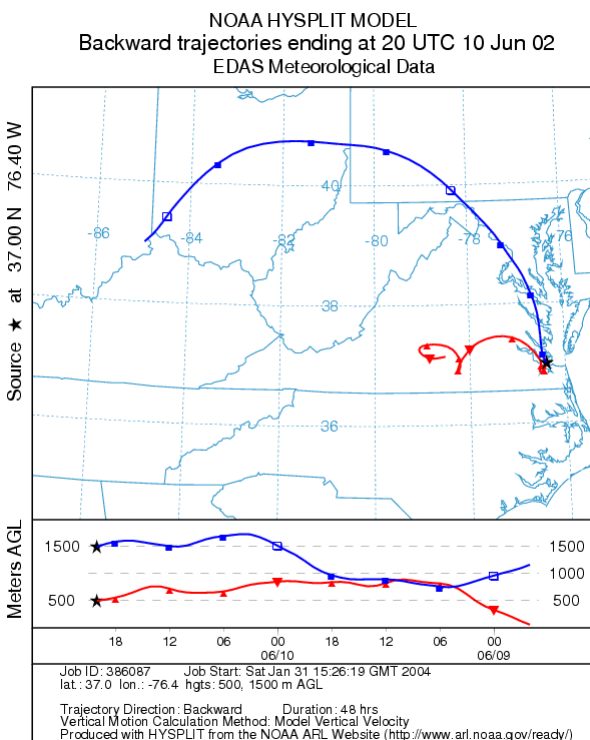 NOAA HYSPLIT MODEL
Backward trajectories ending at 20 UTC 10 Jun 02
EDAS Meteorological Data
Source ★ at 37.00 N 76.40 W
40
-86
-84
-82
-80
-78
76
38
36
Meters AGL
1500
1500
1000
500
500
18
12
06
00
18
12
06
00
06/10
06/09
Job ID: 386087 Job Start: Sat Jan 31 15:26:19 GMT 2004
lat.: 37.0 lon.: -76.4 hgts: 500, 1500 m AGL
Trajectory Direction: Backward Duration: 48 hrs
Vertical Motion Calculation Method: Model Vertical Velocity
Produced with HYSPLIT from the NOAA ARL Website (http://www.arl.noaa.gov/ready/)